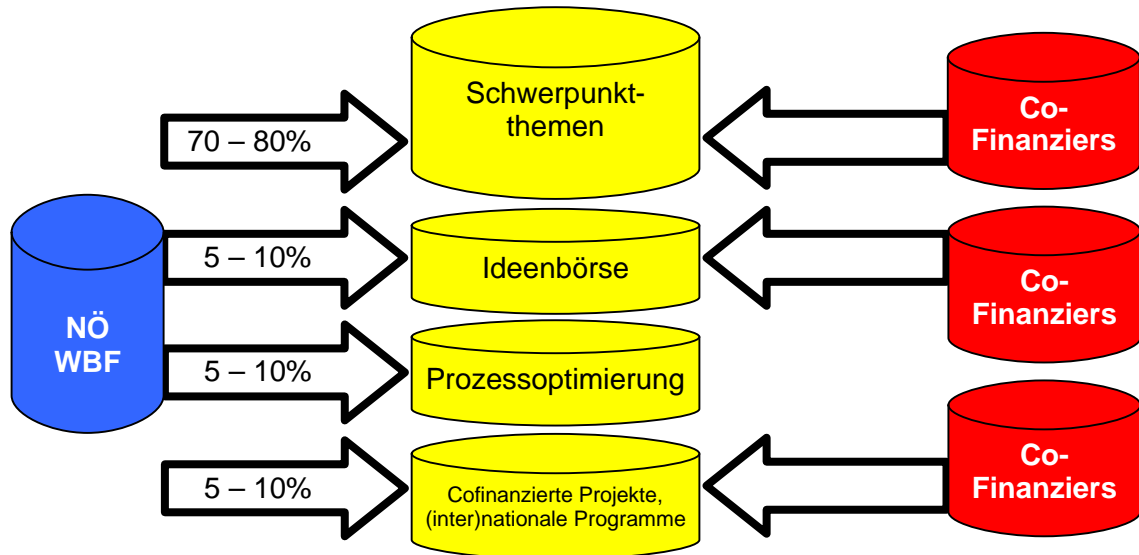 Schwerpunkt-
themen
70 – 80%
Co-
Finanziers
NÖ
WBF
5 – 10%
Ideenbörse
Co-
Finanziers
5 – 10%
Prozessoptimierung
5 – 10%
Cofinanzierte Projekte,
(inter)nationale Programme
Co-
Finanziers